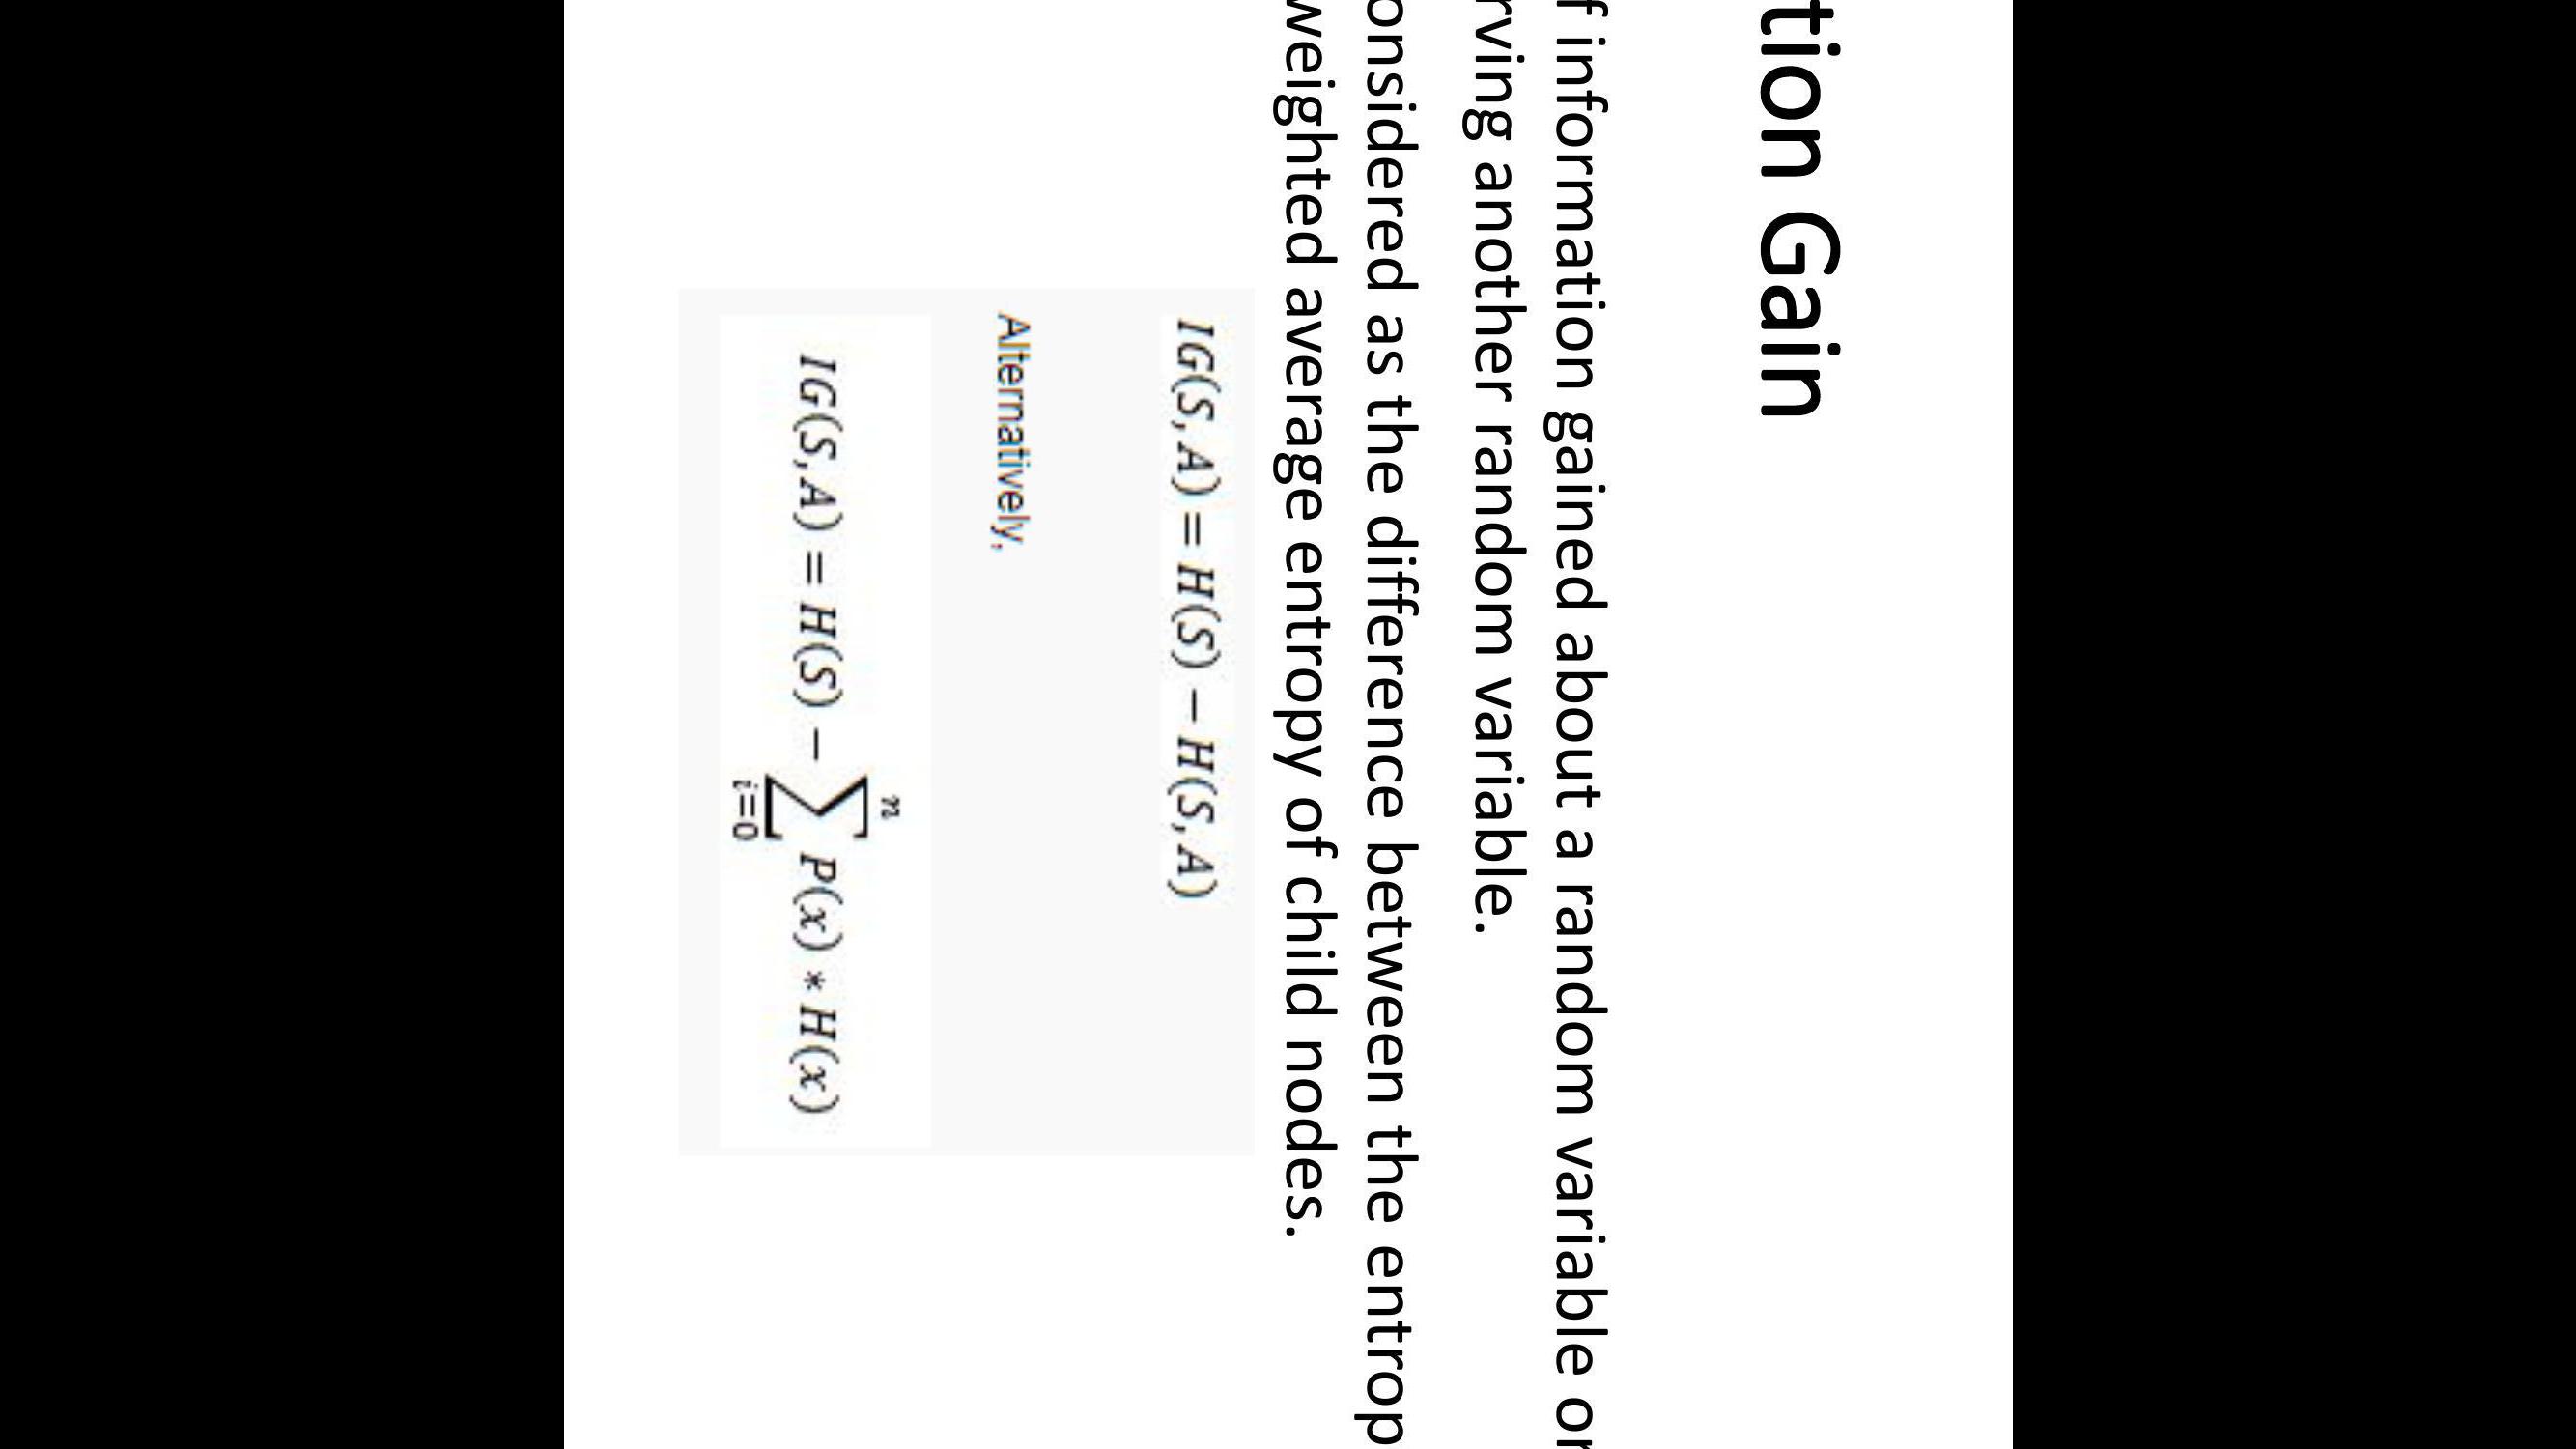 tion Gain
f information gained about a random variable or
rving another random variable.
onsidered as the difference between the entrop
weighted average entropy of child nodes.
IG(S, A) = H(S) − H(S, A)
Alternatively,
IG(S, A) = H(S) − ∑ⁿᵢ₌₀ P(x) * H(x)